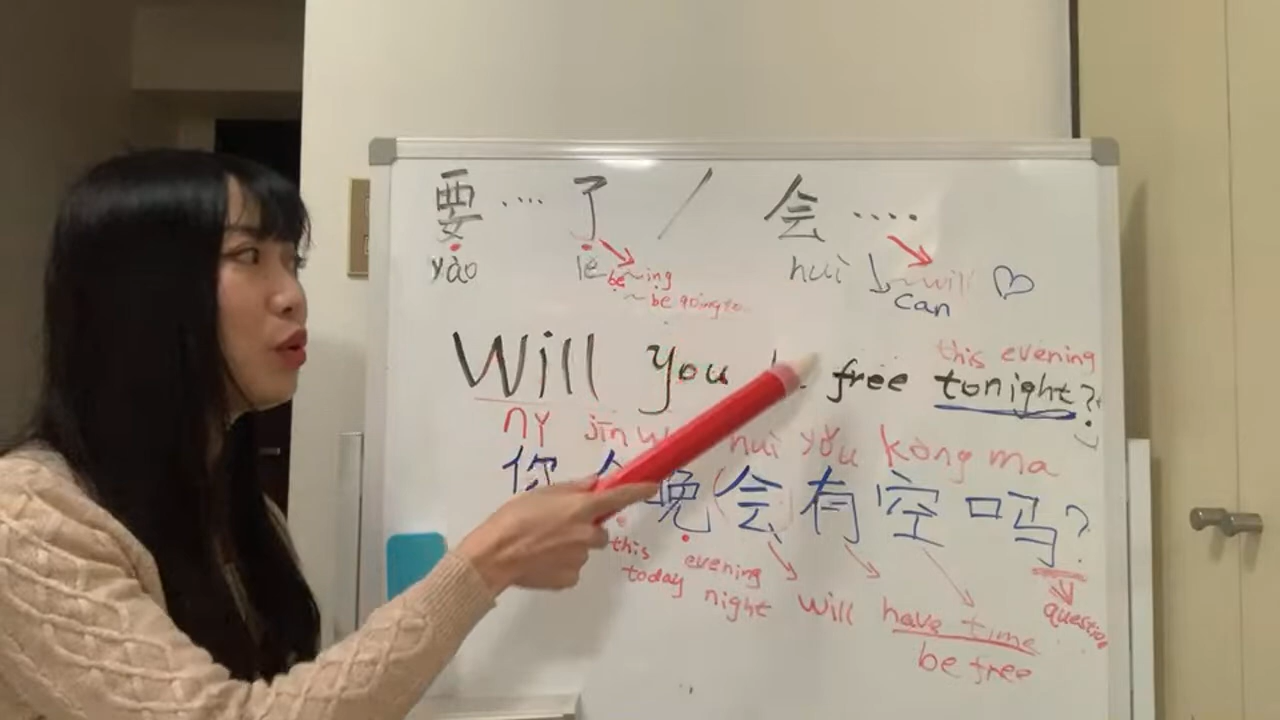 要 .... 了 / 会 ....
yào le huì
be ~ing
~ be going to
~will ♡
can
this evening
Will you free tonight?
nǐ jīn huì yǒu kòng ma
你 晚 会 有 空 吗?
this evening
today night will have time question
be free